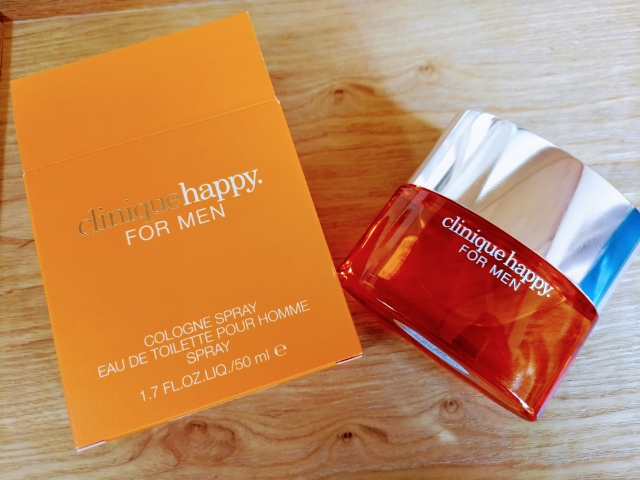 clinique happy.
FOR MEN
COLOGNE SPRAY
EAU DE TOILETTE POUR HOMME
SPRAY
1.7 FL.OZ.LIQ./50 ml ℮
clinique happy.
FOR MEN